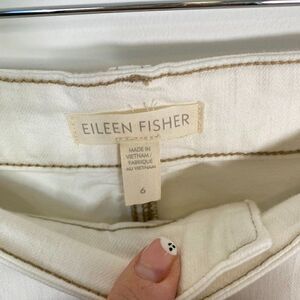 EILEEN FISHER
MADE IN
VIETNAM/
FABRIQUÉ
AU VIETNAM
6